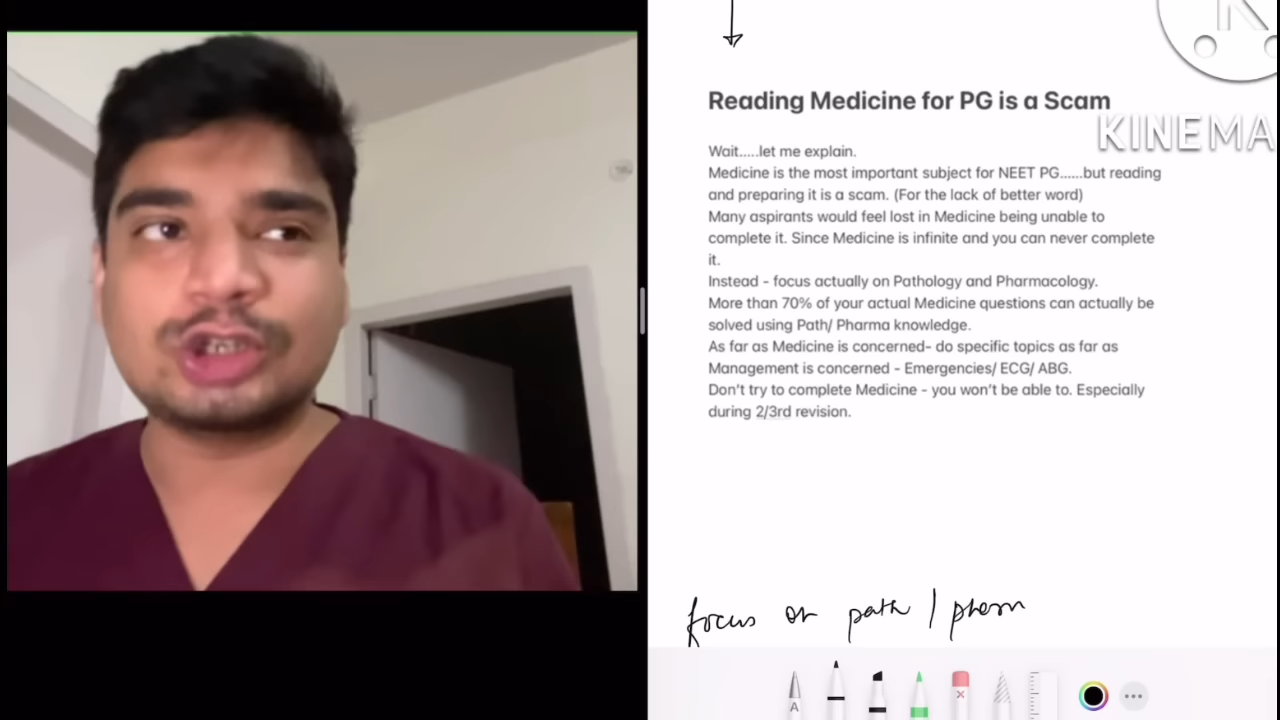 Reading Medicine for PG is a Scam
KINEMA
Wait.....let me explain.
Medicine is the most important subject for NEET PG......but reading
and preparing it is a scam. (For the lack of better word)
Many aspirants would feel lost in Medicine being unable to
complete it. Since Medicine is infinite and you can never complete
it.
Instead - focus actually on Pathology and Pharmacology.
More than 70% of your actual Medicine questions can actually be
solved using Path/ Pharma knowledge.
As far as Medicine is concerned- do specific topics as far as
Management is concerned - Emergencies/ ECG/ ABG.
Don't try to complete Medicine - you won't be able to. Especially
during 2/3rd revision.
focus on path / pharm
A